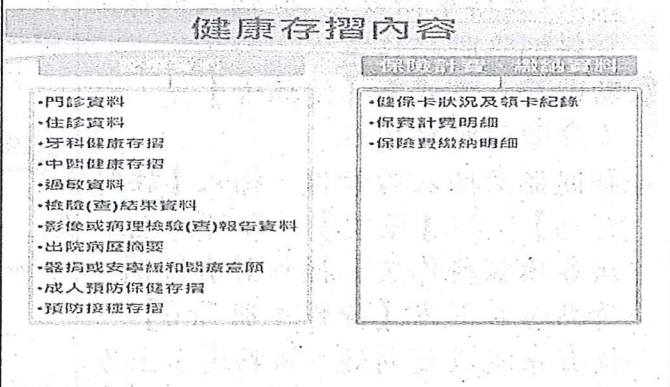 健康存摺內容
保險計費、繳納資料
•門診資料
•住診資料
•牙科健康存摺
•中醫健康存摺
•過敏資料
•檢驗(查)結果資料
•影像或病理檢驗(查)報告資料
•出院病歷摘要
•器捐或安寧緩和醫療意願
•成人預防保健存摺
•預防接種存摺
•健保卡狀況及領卡紀錄
•保費計費明細
•保險費繳納明細